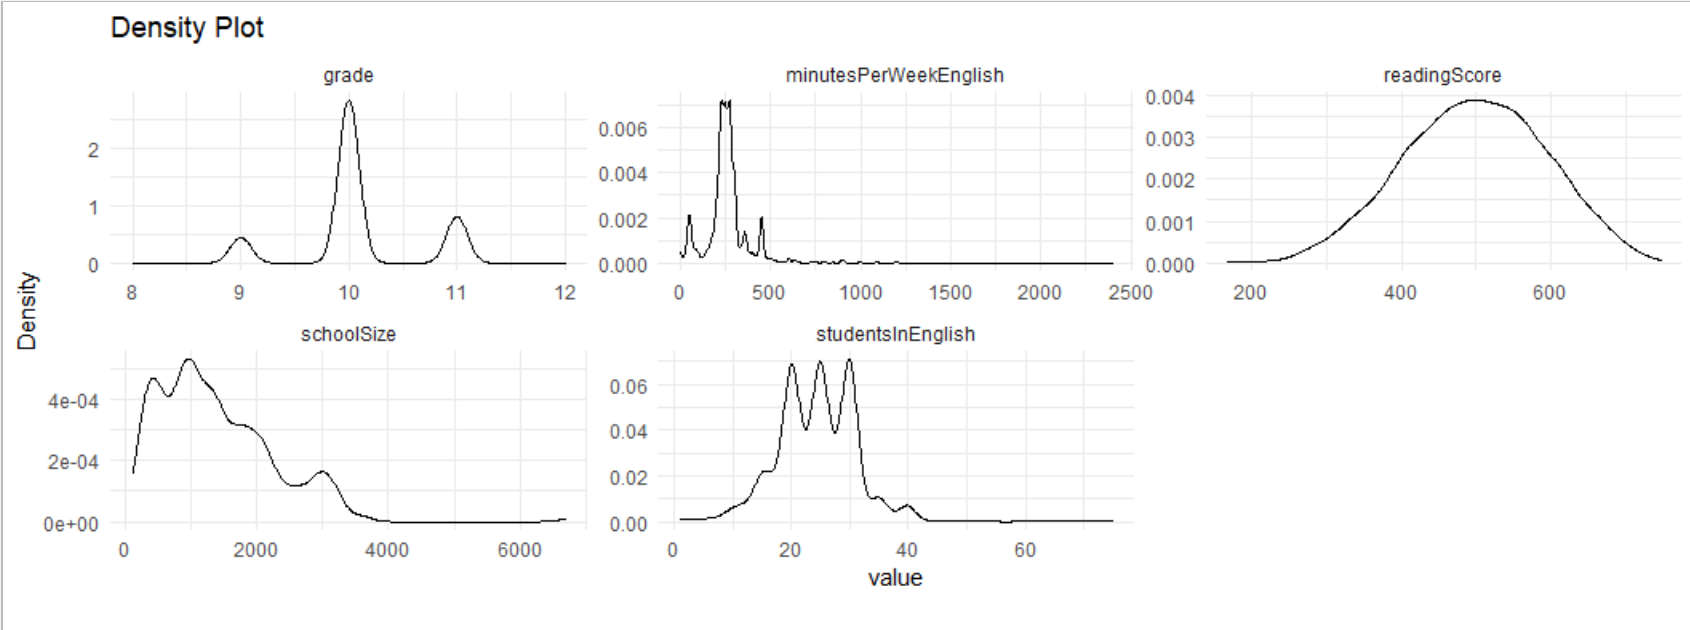 Density Plot
grade
minutesPerWeekEnglish
readingScore
2
1
0
0.006
0.004
0.002
0.000
0.004
0.003
0.002
0.001
0.000
8 9 10 11 12
0 500 1000 1500 2000 2500
200 400 600
Density
schoolSize
studentsInEnglish
4e-04
2e-04
0e+00
0.06
0.04
0.02
0.00
0 2000 4000 6000
0 20 40 60
value